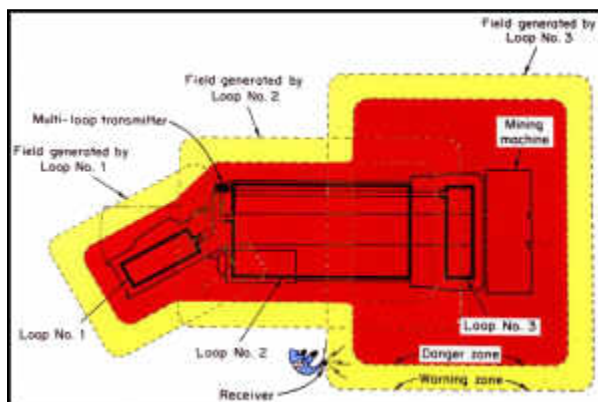 Field generated by
Loop No. 3
Field generated by
Loop No. 2
Multi-loop transmitter
Mining
machine
Field generated by
Loop No. 1
Loop No. 1
Loop No. 2
Loop No. 3
Danger zone
Receiver
Warning zone